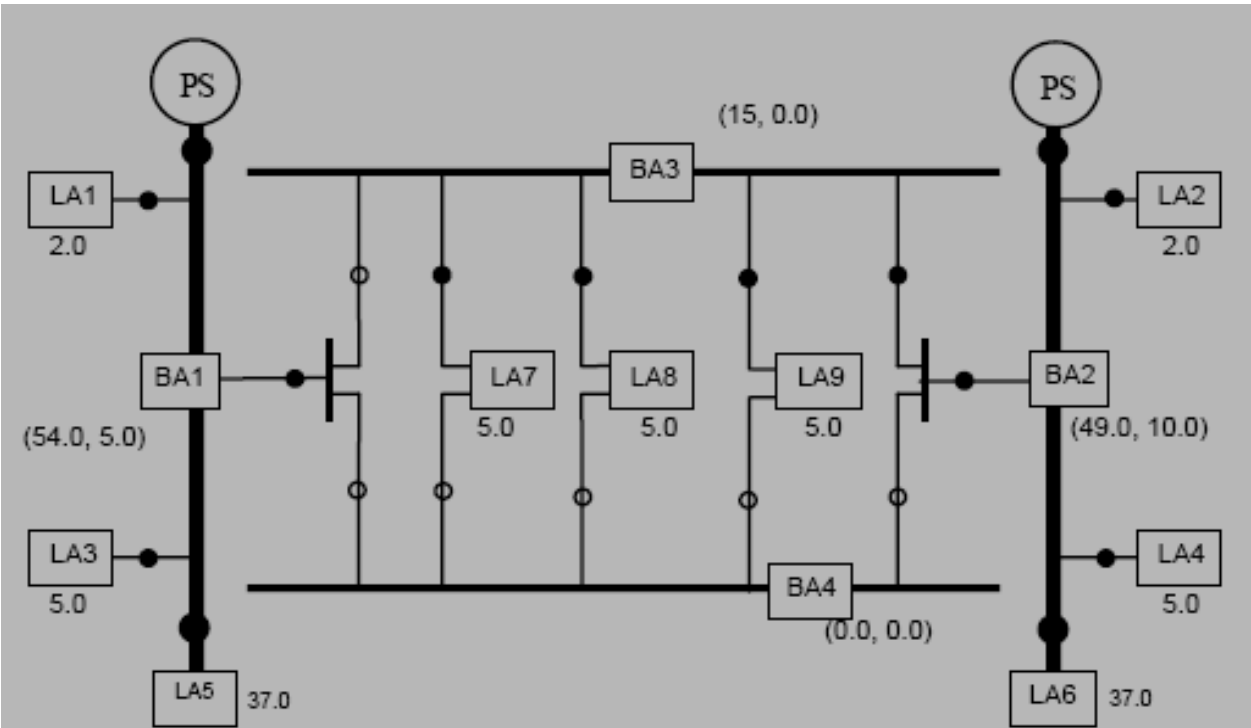 PS
PS
(15, 0.0)
BA3
LA1
2.0
LA2
2.0
BA1
LA7
5.0
LA8
5.0
LA9
5.0
BA2
(54.0, 5.0)
(49.0, 10.0)
LA3
5.0
LA4
5.0
BA4
(0.0, 0.0)
LA5
37.0
LA6
37.0